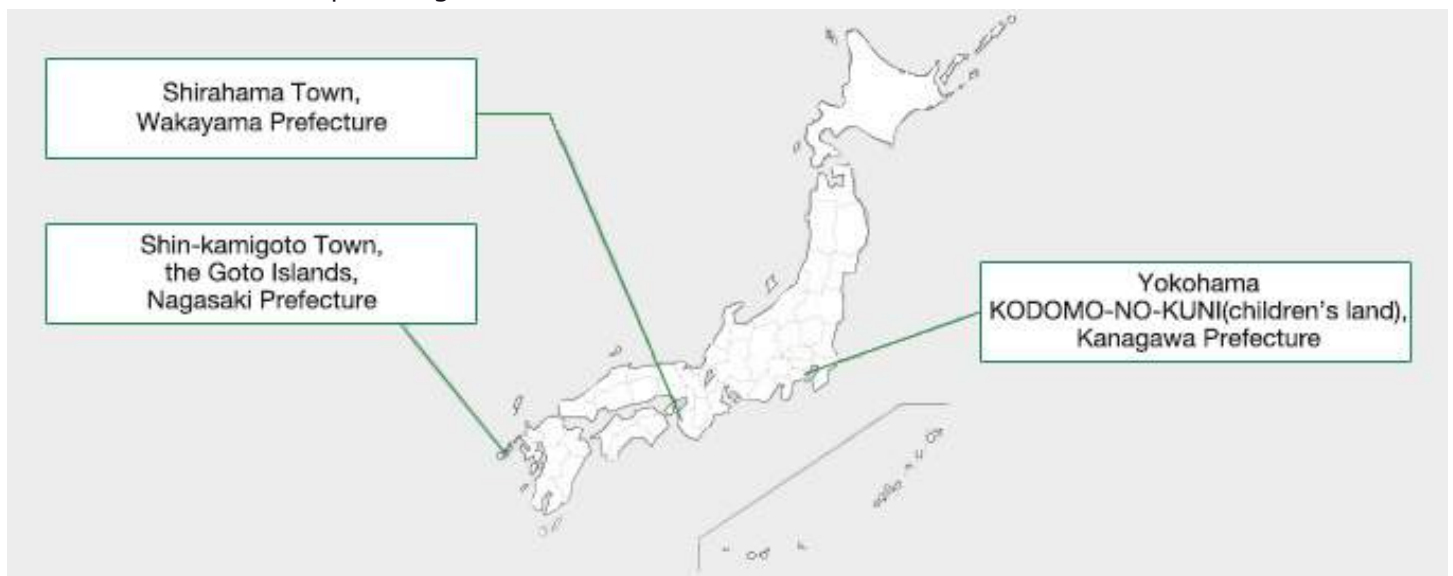 Shirahama Town,
Wakayama Prefecture
Shin-kamigoto Town,
the Goto Islands,
Nagasaki Prefecture
Yokohama
KODOMO-NO-KUNI(children's land),
Kanagawa Prefecture